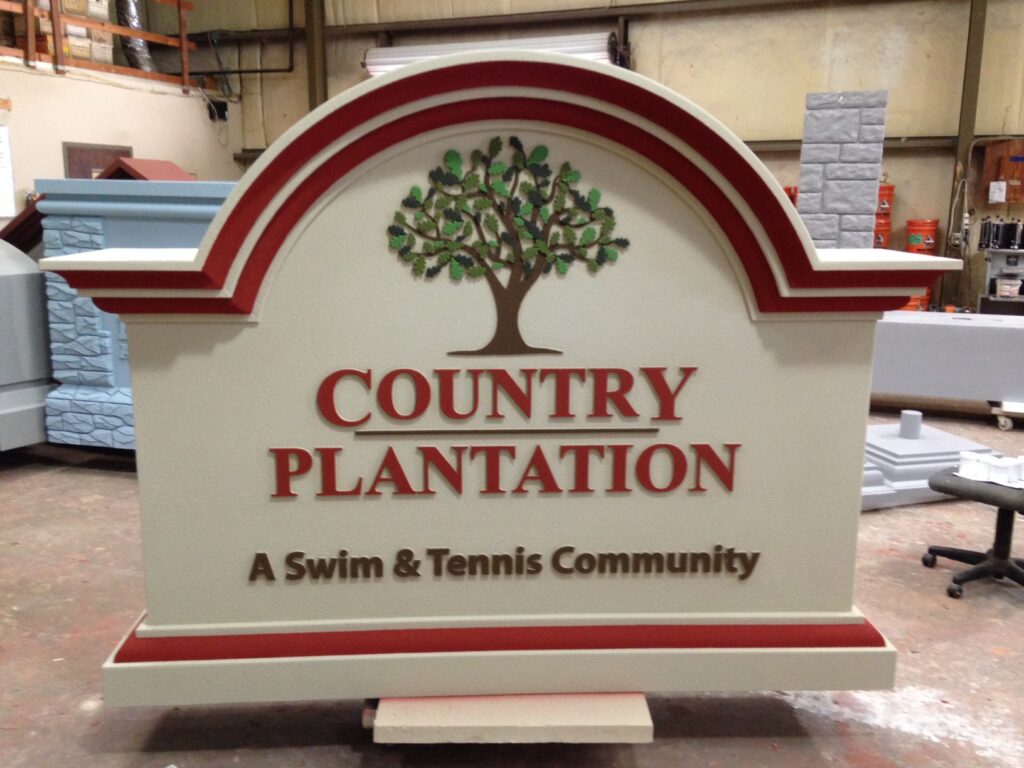 COUNTRY
PLANTATION
A Swim & Tennis Community